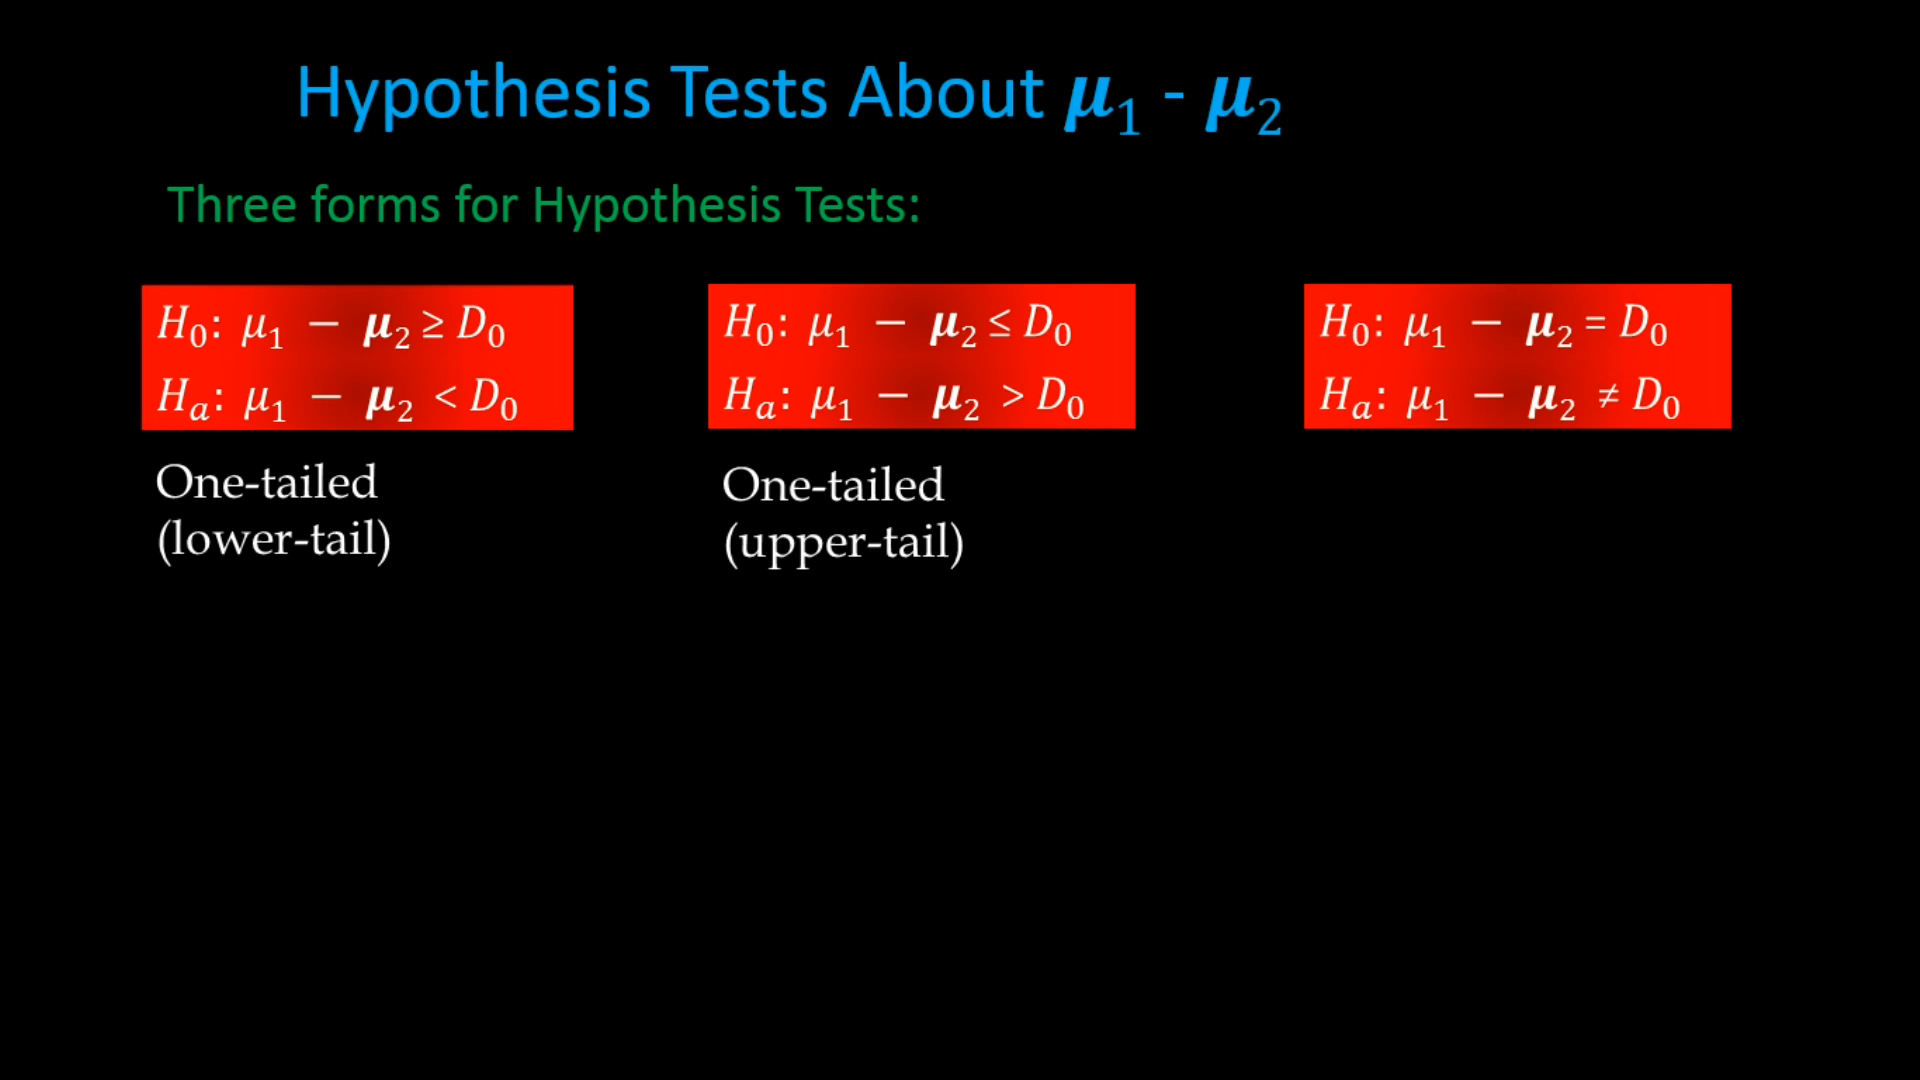 Hypothesis Tests About 𝝁₁ - 𝝁₂
Three forms for Hypothesis Tests:
H₀: μ₁ − 𝝁₂ ≥ D₀
Hₐ: μ₁ − 𝝁₂ < D₀
One-tailed
(lower-tail)
H₀: μ₁ − 𝝁₂ ≤ D₀
Hₐ: μ₁ − 𝝁₂ > D₀
One-tailed
(upper-tail)
H₀: μ₁ − 𝝁₂ = D₀
Hₐ: μ₁ − 𝝁₂ ≠ D₀